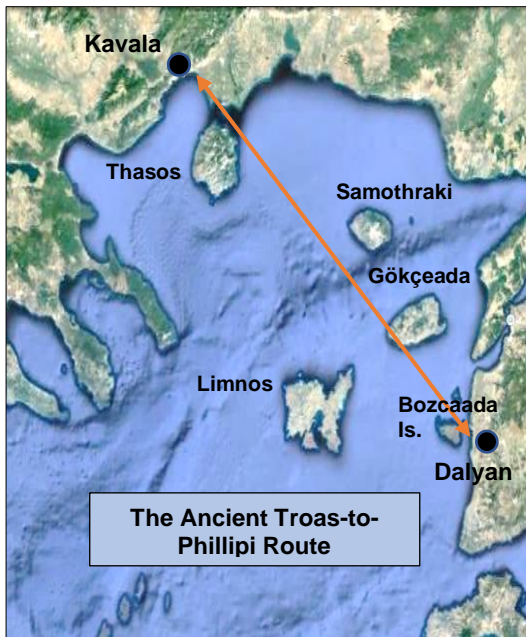 Kavala
Thasos
Samothraki
Gökçeada
Limnos
Bozcaada
Is.
Dalyan
The Ancient Troas-to-
Phillipi Route